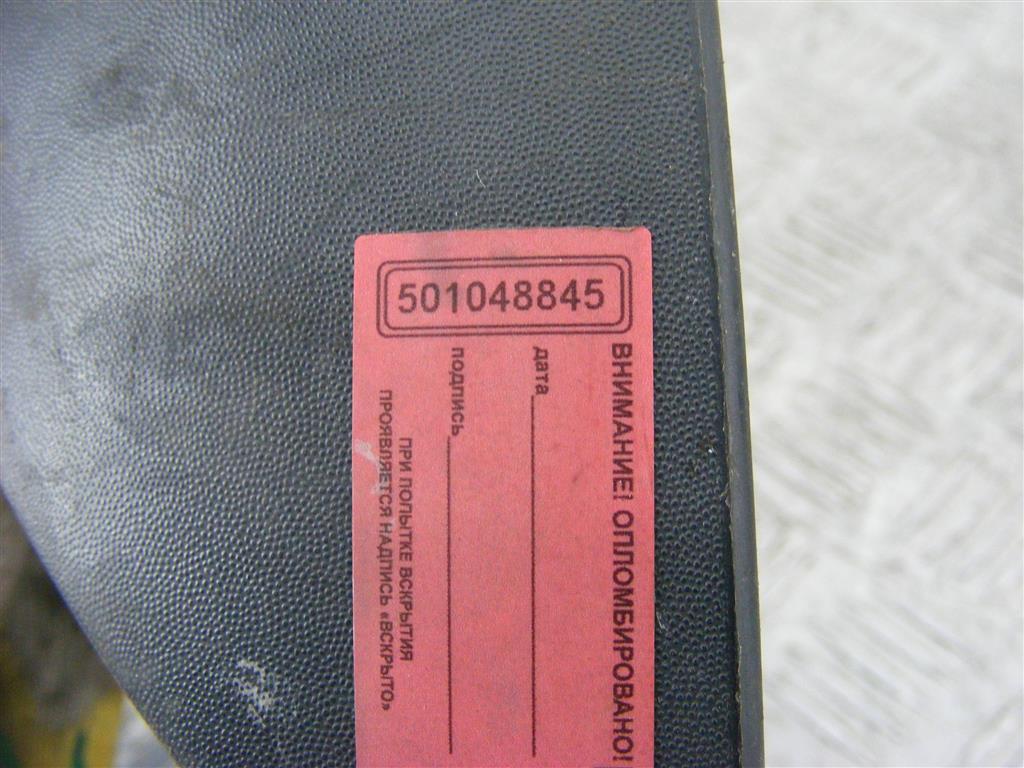 501048845
ВНИМАНИЕ! ОПЛОМБИРОВАНО!
дата
подпись
ПРИ ПОПЫТКЕ ВСКРЫТИЯ
ПРОЯВЛЯЕТСЯ НАДПИСЬ «ВСКРЫТО»